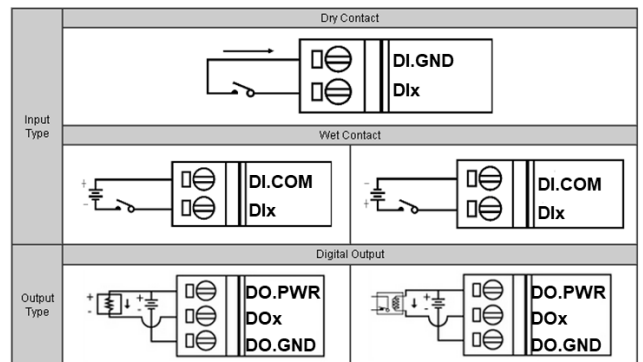 Dry Contact
DI.GND
DIx
Input
Type
Wet Contact
+
-
DI.COM
DIx
-
+
DI.COM
DIx
Digital Output
Output
Type
+
-
+
-
DO.PWR
DOx
DO.GND
+
-
+
-
DO.PWR
DOx
DO.GND